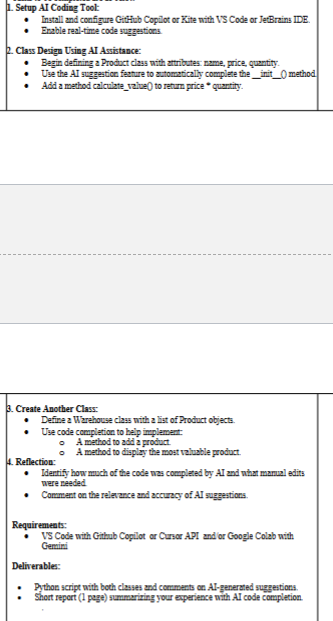 1. Setup AI Coding Tool:
• Install and configure GitHub Copilot or Kite with VS Code or JetBrains IDE.
• Enable real-time code suggestions.
2. Class Design Using AI Assistance:
• Begin defining a Product class with attributes: name, price, quantity.
• Use the AI suggestion feature to automatically complete the __init__() method.
• Add a method calculate_value() to return price * quantity.
3. Create Another Class:
• Define a Warehouse class with a list of Product objects.
• Use code completion to help implement:
o A method to add a product.
o A method to display the most valuable product.
4. Reflection:
• Identify how much of the code was completed by AI and what manual edits
were needed.
• Comment on the relevance and accuracy of AI suggestions.
Requirements:
• VS Code with Github Copilot or Cursor API and/or Google Colab with
Gemini
Deliverables:
• Python script with both classes and comments on AI-generated suggestions.
• Short report (1 page) summarizing your experience with AI code completion.
.